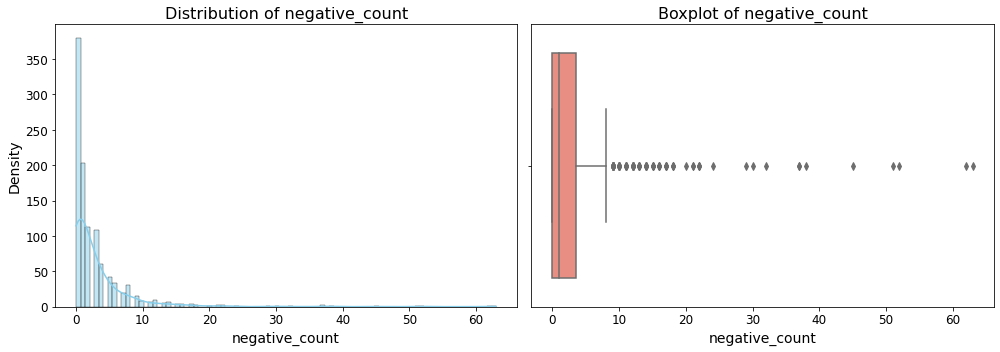 Distribution of negative_count
Density
350
300
250
200
150
100
50
0
0 10 20 30 40 50 60
negative_count
Boxplot of negative_count
0 10 20 30 40 50 60
negative_count